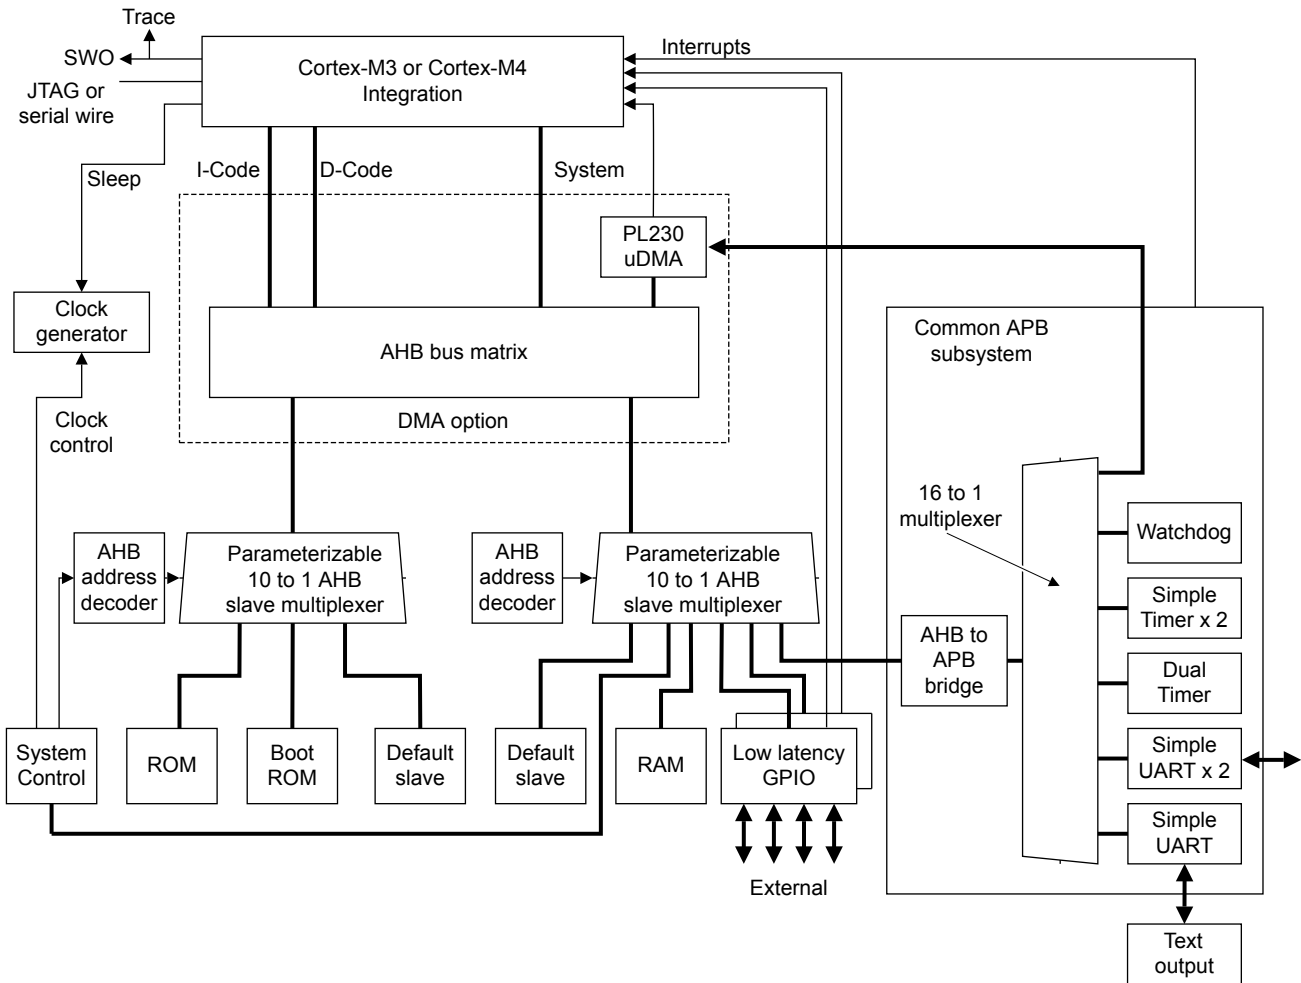 Trace
SWO
JTAG or
serial wire
Cortex-M3 or Cortex-M4
Integration
Interrupts
Sleep
I-Code
D-Code
System
PL230
uDMA
Clock
generator
AHB bus matrix
Common APB
subsystem
Clock
control
DMA option
16 to 1
multiplexer
AHB
address
decoder
Parameterizable
10 to 1 AHB
slave multiplexer
AHB
address
decoder
Parameterizable
10 to 1 AHB
slave multiplexer
Watchdog
Simple
Timer x 2
AHB to
APB
bridge
Dual
Timer
System
Control
ROM
Boot
ROM
Default
slave
Default
slave
RAM
Low latency
GPIO
Simple
UART x 2
Simple
UART
External
Text
output